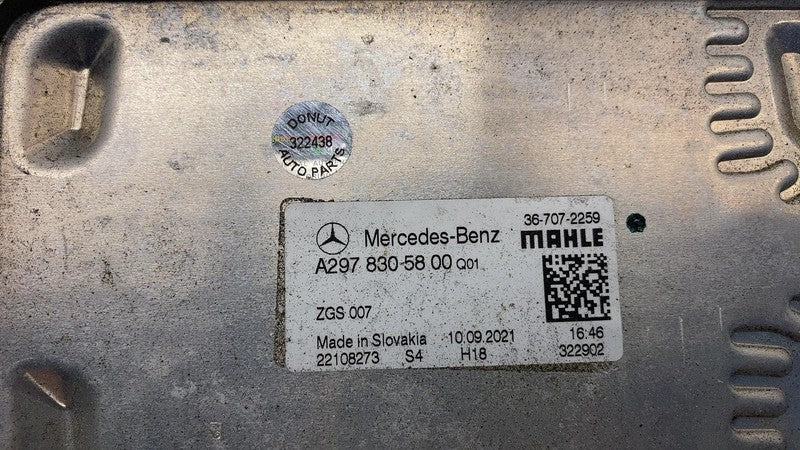 DONUT
322438
AUTO.PARTS
36-707-2259
Mercedes-Benz MAHLE
A297 830 58 00 Q01
ZGS 007
Made in Slovakia 10.09.2021 16:46
22108273 S4 H18 322902